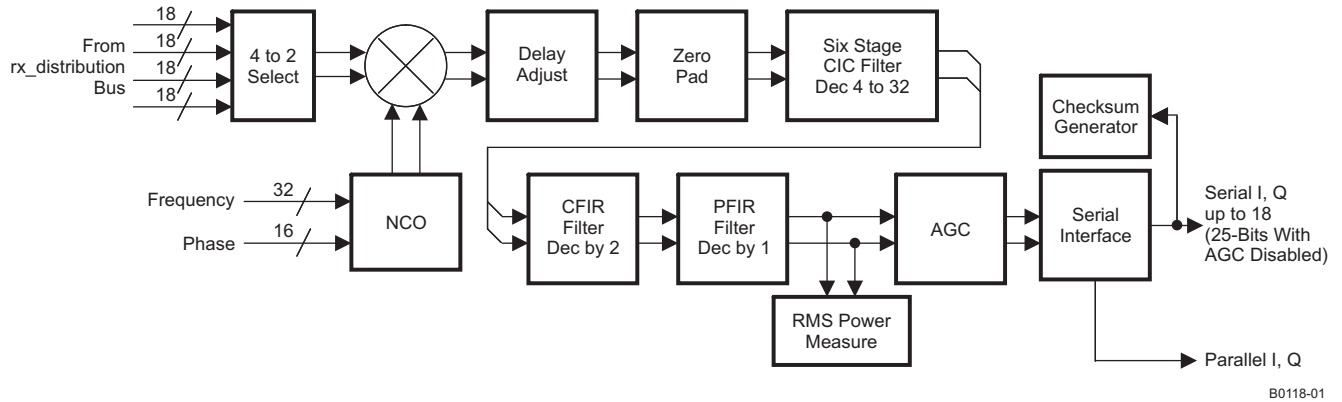 18
18
18
18
From
rx_distribution
Bus
4 to 2
Select
Delay
Adjust
Zero
Pad
Six Stage
CIC Filter
Dec 4 to 32
Checksum
Generator
Frequency
32
Phase
16
NCO
CFIR
Filter
Dec by 2
PFIR
Filter
Dec by 1
AGC
Serial
Interface
Serial I, Q
up to 18
(25-Bits With
AGC Disabled)
RMS Power
Measure
Parallel I, Q
B0118-01